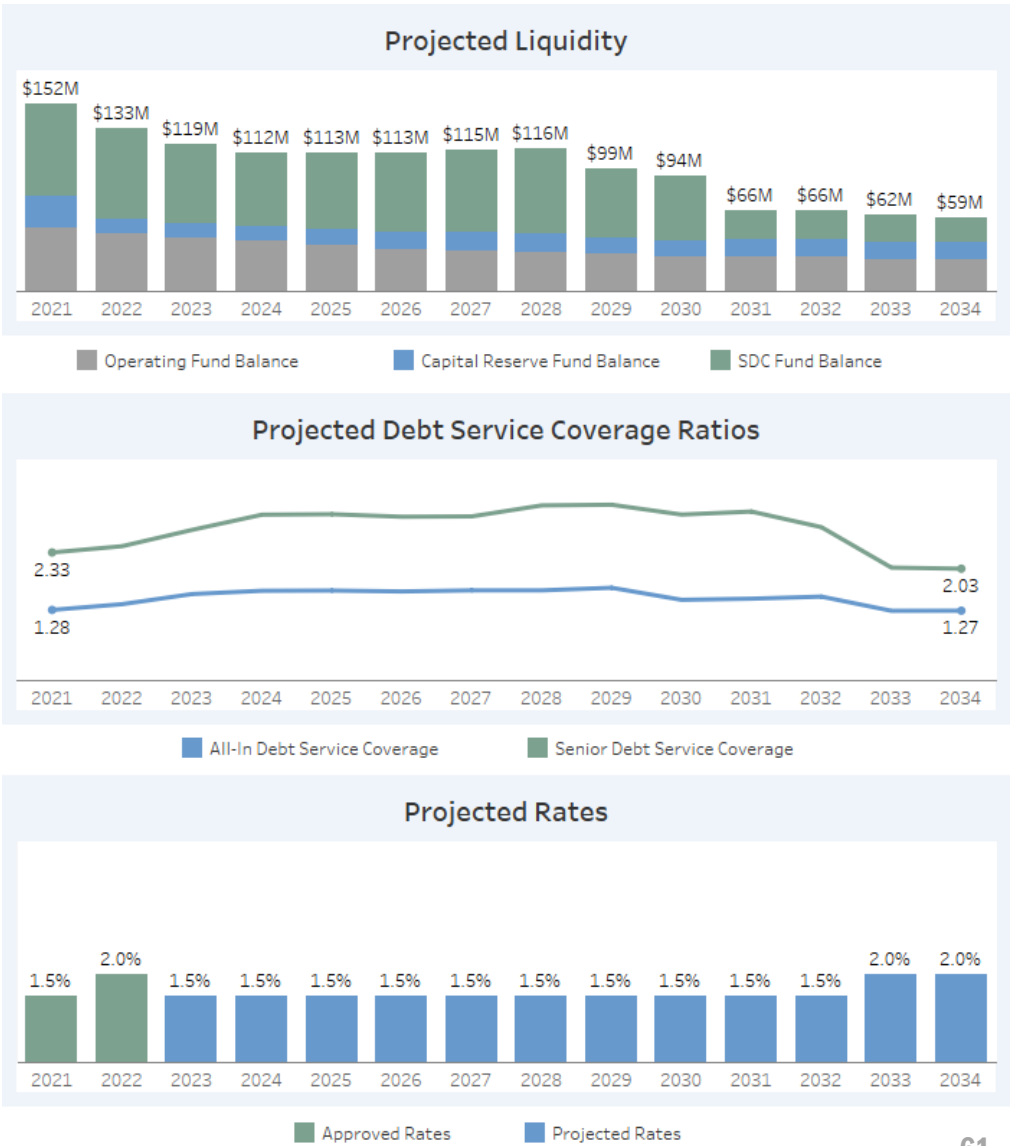 Projected Liquidity
$152M $133M $119M $112M $113M $113M $115M $116M $99M $94M $66M $66M $62M $59M
2021 2022 2023 2024 2025 2026 2027 2028 2029 2030 2031 2032 2033 2034
Operating Fund Balance Capital Reserve Fund Balance SDC Fund Balance
Projected Debt Service Coverage Ratios
2.33 2.03
1.28 1.27
2021 2022 2023 2024 2025 2026 2027 2028 2029 2030 2031 2032 2033 2034
All-In Debt Service Coverage Senior Debt Service Coverage
Projected Rates
1.5% 2.0% 1.5% 1.5% 1.5% 1.5% 1.5% 1.5% 1.5% 1.5% 1.5% 1.5% 2.0% 2.0%
2021 2022 2023 2024 2025 2026 2027 2028 2029 2030 2031 2032 2033 2034
Approved Rates Projected Rates